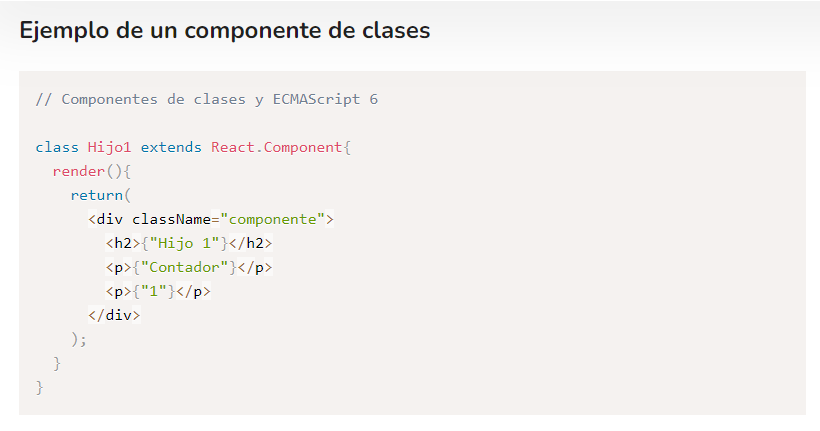 Ejemplo de un componente de clases
// Componentes de clases y ECMAScript 6
class Hijo1 extends React.Component{
  render(){
    return(
      <div className="componente">
        <h2>{"Hijo 1"}</h2>
        <p>{"Contador"}</p>
        <p>{"1"}</p>
      </div>
    );
  }
}